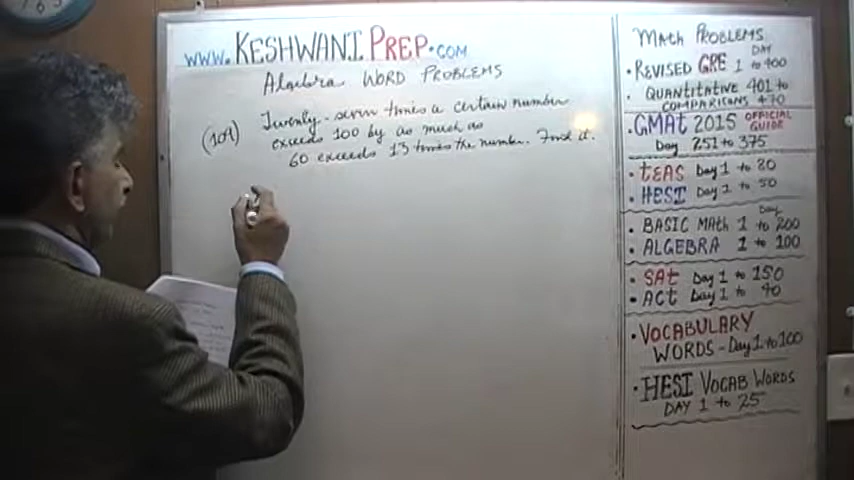 www.KESHWANI PREP.com
Algebra WORD PROBLEMS
(109) Twenty-seven times a certain number
exceeds 100 by as much as
60 exceeds 13 times the number. Find it.
MATH PROBLEMS
DAY
• REVISED GRE 1 to 400
• QUANTITATIVE 401 to
COMPARISONS 470
• GMAT 2015 OFFICIAL GUIDE
Day 251 to 375
• TEAS Day 1 to 20
• HESI Day 1 to 50
Day
• BASIC MATH 1 to 200
• ALGEBRA 1 to 100
• SAT Day 1 to 150
• ACT Day 1 to 40
• VOCABULARY
WORDS - Day 1 to 100
• HESI VOCAB WORDS
DAY 1 to 25